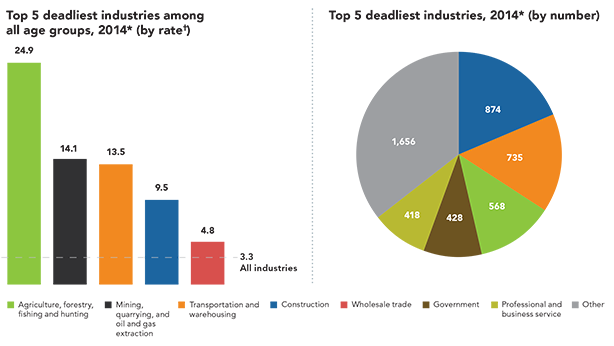 Top 5 deadliest industries among
all age groups, 2014* (by rate†)
24.9
14.1
13.5
9.5
4.8
3.3
All industries
Top 5 deadliest industries, 2014* (by number)
874
735
568
428
418
1,656
Agriculture, forestry,
fishing and hunting
Mining,
quarrying, and
oil and gas
extraction
Transportation and
warehousing
Construction
Wholesale trade
Government
Professional and
business service
Other